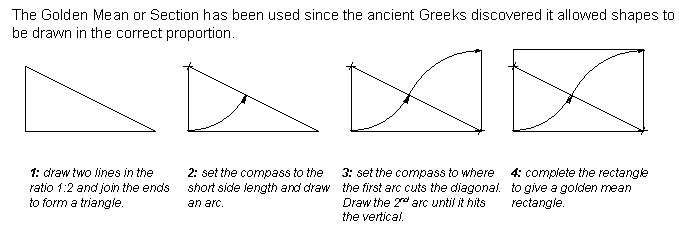 The Golden Mean or Section has been used since the ancient Greeks discovered it allowed shapes to
be drawn in the correct proportion.
1: draw two lines in the
ratio 1:2 and join the ends
to form a triangle.
2: set the compass to the
short side length and draw
an arc.
3: set the compass to where
the first arc cuts the diagonal.
Draw the 2nd arc until it hits
the vertical.
4: complete the rectangle
to give a golden mean
rectangle.